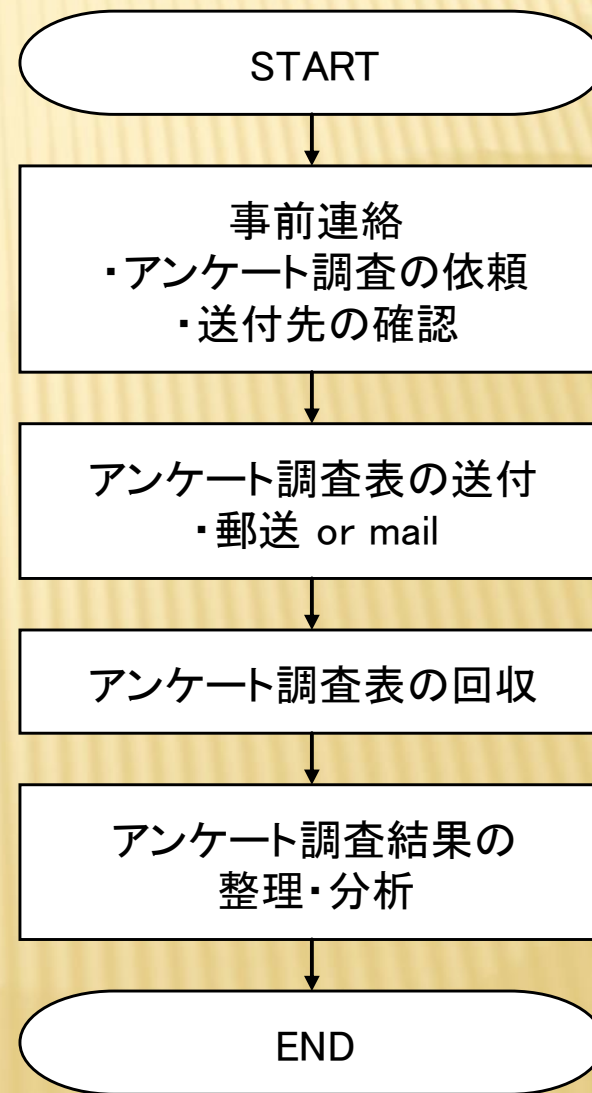 START
事前連絡
・アンケート調査の依頼
・送付先の確認
アンケート調査表の送付
・郵送 or mail
アンケート調査表の回収
アンケート調査結果の
整理・分析
END